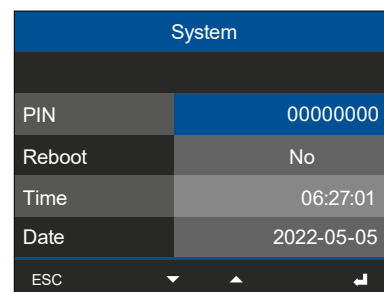 System
PIN 00000000
Reboot No
Time 06:27:01
Date 2022-05-05
ESC